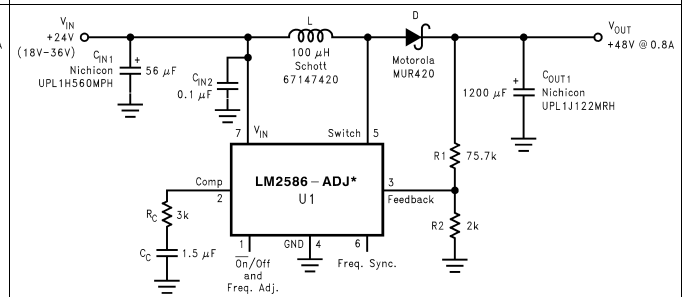 V_IN
+24V
(18V-36V)
C_IN1
Nichicon
UPL1H560MPH
+
56 μF
C_IN2
0.1 μF
L
100 μH
Schott
67147420
D
Motorola
MUR420
V_OUT
+48V @ 0.8A
1200 μF
+
C_OUT1
Nichicon
UPL1J122MRH
7
V_IN
Switch
5
R1
75.7k
LM2586-ADJ*
U1
Comp
2
3
Feedback
R_C
3k
R2
2k
C_C
1.5 μF
1
GND
4
6
On/Off
and
Freq. Adj.
Freq. Sync.
A